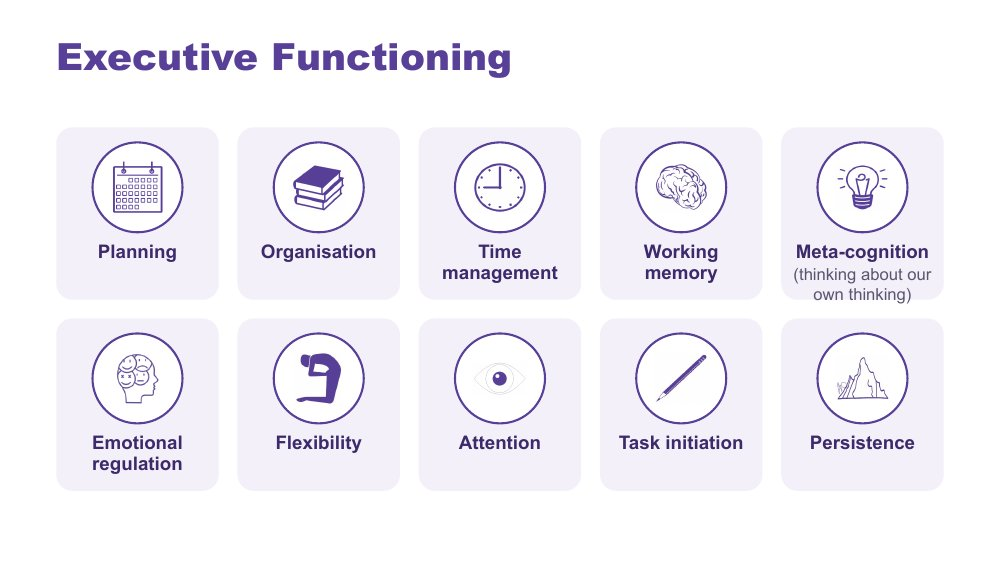 Executive Functioning
Planning
Organisation
Time
management
Working
memory
Meta-cognition
(thinking about our
own thinking)
Emotional
regulation
Flexibility
Attention
Task initiation
Persistence